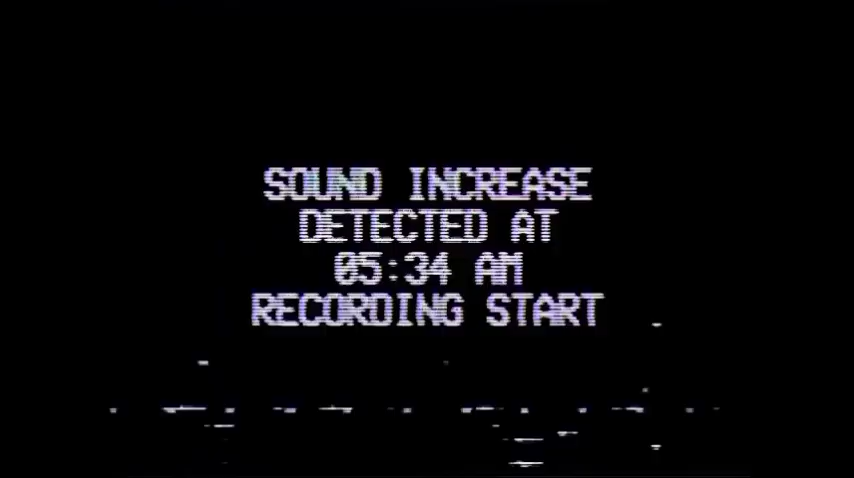 SOUND INCREASE
DETECTED AT
05:34 AM
RECORDING START